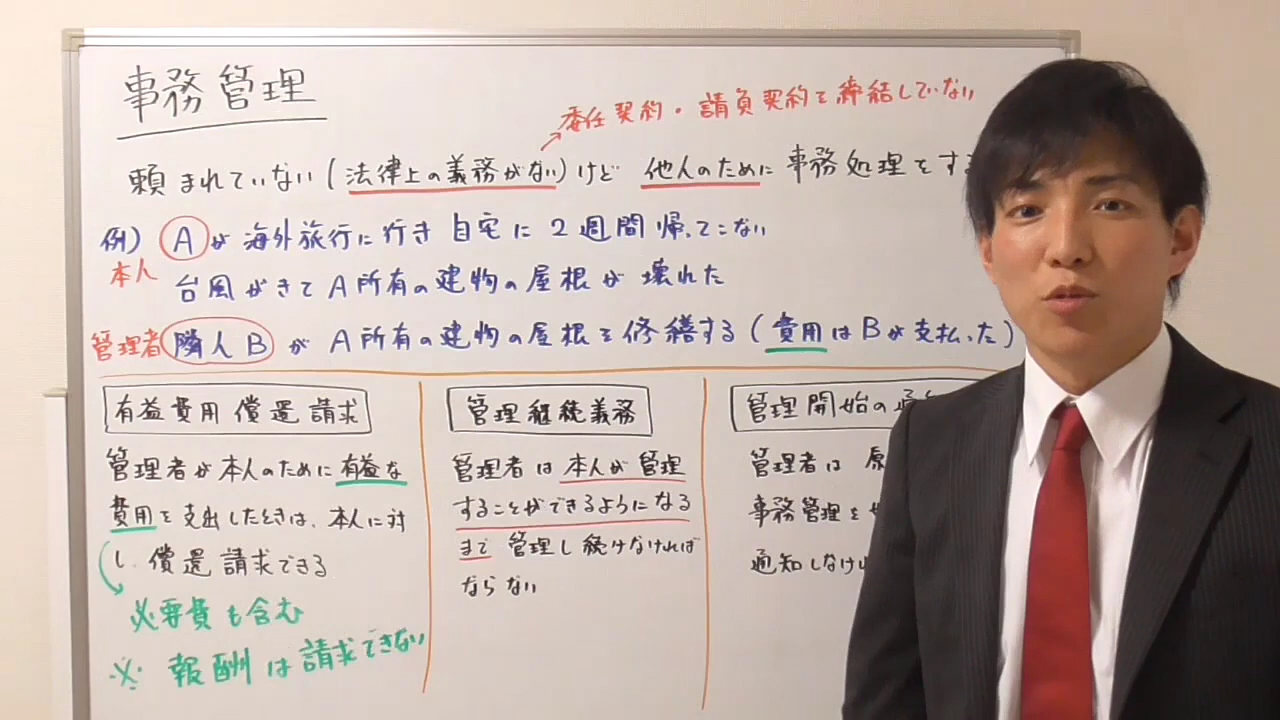 事務管理
委任契約・請負契約を締結していない
頼まれていない(法律上の義務がない)けど 他人のために 事務処理をする
例) Aが海外旅行に行き自宅に2週間帰ってこない
本人
台風がきてA所有の建物の屋根が壊れた
管理者 隣人BがA所有の建物の屋根を修繕する(費用はBが支払った)
有益費用償還請求
管理者が本人のために有益な
費用を支出したときは、本人に対
し、償還請求できる
必要費も含む
※報酬は請求できない
管理継続義務
管理者は本人が管理
することができるようになる
まで管理し続けなければ
ならない
管理開始の
管理者は
事務管理を
通知しなけ